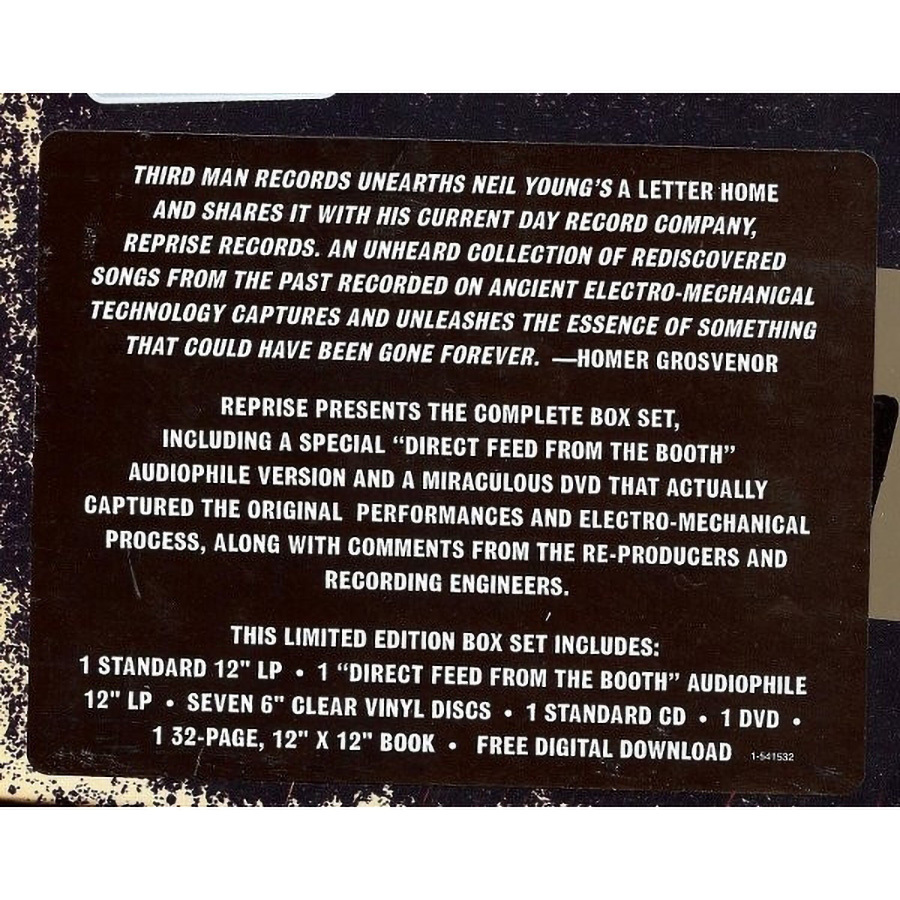 THIRD MAN RECORDS UNEARTHS NEIL YOUNG'S A LETTER HOME
AND SHARES IT WITH HIS CURRENT DAY RECORD COMPANY,
REPRISE RECORDS. AN UNHEARD COLLECTION OF REDISCOVERED
SONGS FROM THE PAST RECORDED ON ANCIENT ELECTRO-MECHANICAL
TECHNOLOGY CAPTURES AND UNLEASHES THE ESSENCE OF SOMETHING
THAT COULD HAVE BEEN GONE FOREVER. —HOMER GROSVENOR
REPRISE PRESENTS THE COMPLETE BOX SET,
INCLUDING A SPECIAL “DIRECT FEED FROM THE BOOTH”
AUDIOPHILE VERSION AND A MIRACULOUS DVD THAT ACTUALLY
CAPTURED THE ORIGINAL PERFORMANCES AND ELECTRO-MECHANICAL
PROCESS, ALONG WITH COMMENTS FROM THE RE-PRODUCERS AND
RECORDING ENGINEERS.
THIS LIMITED EDITION BOX SET INCLUDES:
1 STANDARD 12" LP • 1 “DIRECT FEED FROM THE BOOTH” AUDIOPHILE
12" LP • SEVEN 6" CLEAR VINYL DISCS • 1 STANDARD CD • 1 DVD •
1 32-PAGE, 12" X 12" BOOK • FREE DIGITAL DOWNLOAD 1-541532